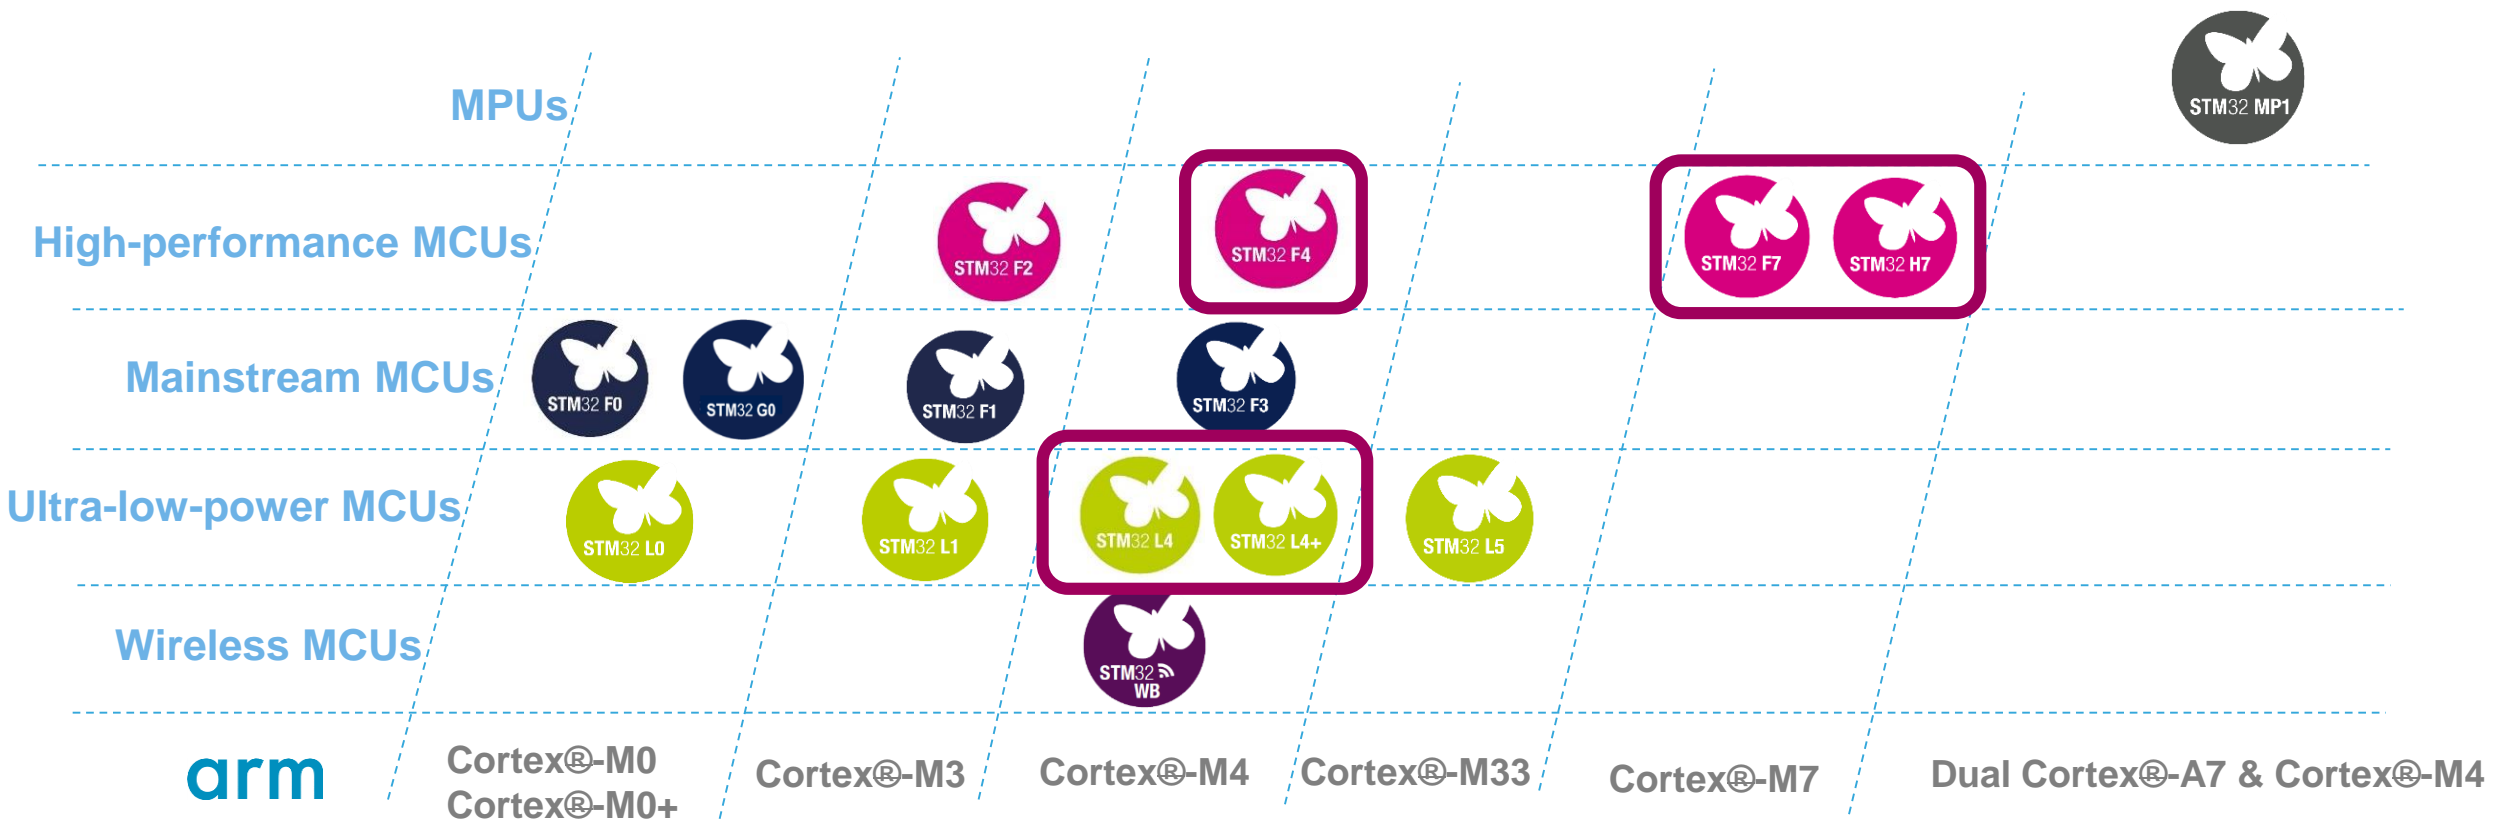 MPUs
STM32 MP1
High-performance MCUs
STM32 F2
STM32 F4
STM32 F7
STM32 H7
Mainstream MCUs
STM32 F0
STM32 G0
STM32 F1
STM32 F3
Ultra-low-power MCUs
STM32 L0
STM32 L1
STM32 L4
STM32 L4+
STM32 L5
Wireless MCUs
STM32
WB
arm
Cortex®-M0
Cortex®-M0+
Cortex®-M3
Cortex®-M4
Cortex®-M33
Cortex®-M7
Dual Cortex®-A7 & Cortex®-M4